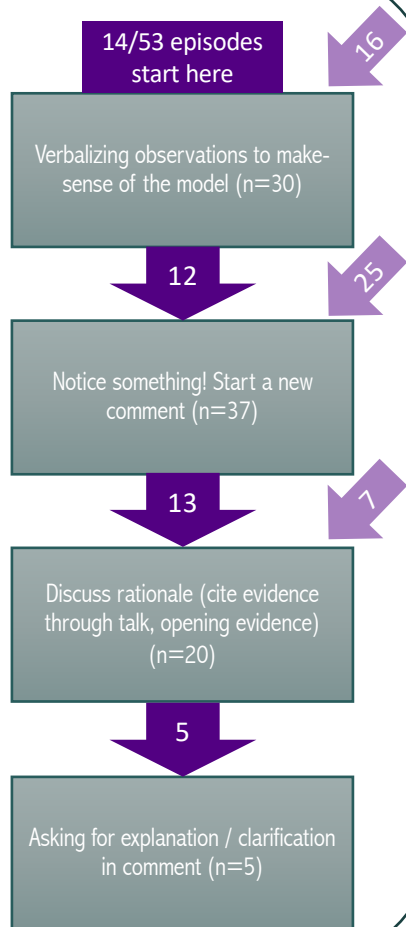 14/53 episodes
start here
16
Verbalizing observations to make-
sense of the model (n=30)
12
25
Notice something! Start a new
comment (n=37)
13
7
Discuss rationale (cite evidence
through talk, opening evidence)
(n=20)
5
Asking for explanation / clarification
in comment (n=5)